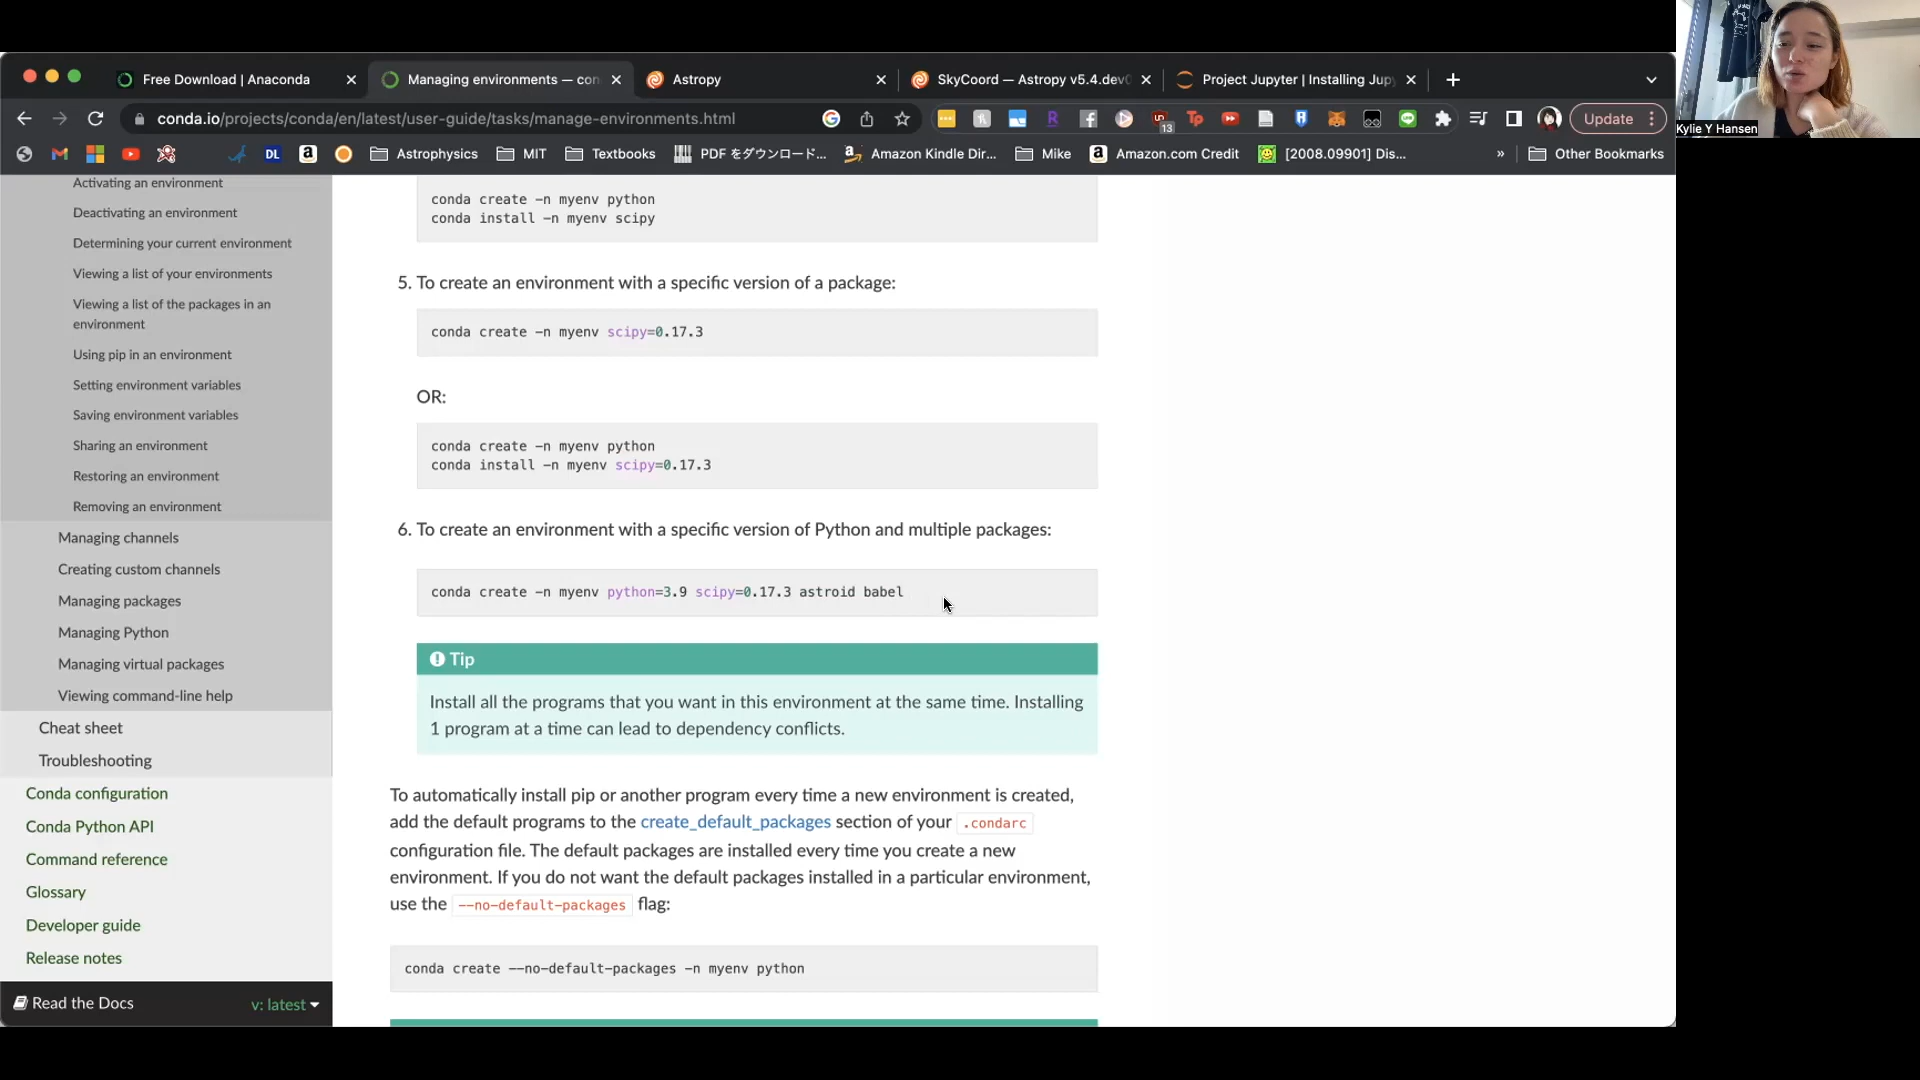 Free Download | Anaconda
Managing environments — con
Astropy
SkyCoord — Astropy v5.4.dev0
Project Jupyter | Installing Jup
Kylie Y Hansen
conda.io/projects/conda/en/latest/user-guide/tasks/manage-environments.html
13
Update
DL
Astrophysics
MIT
Textbooks
PDF をダウンロード...
Amazon Kindle Dir...
Mike
Amazon.com Credit
[2008.09901] Dis...
»
Other Bookmarks
Activating an environment
Deactivating an environment
Determining your current environment
Viewing a list of your environments
Viewing a list of the packages in an
environment
Using pip in an environment
Setting environment variables
Saving environment variables
Sharing an environment
Restoring an environment
Removing an environment
Managing channels
Creating custom channels
Managing packages
Managing Python
Managing virtual packages
Viewing command-line help
Cheat sheet
Troubleshooting
Conda configuration
Conda Python API
Command reference
Glossary
Developer guide
Release notes
Read the Docs
v: latest
conda create -n myenv python
conda install -n myenv scipy
5. To create an environment with a specific version of a package:
conda create -n myenv scipy=0.17.3
OR:
conda create -n myenv python
conda install -n myenv scipy=0.17.3
6. To create an environment with a specific version of Python and multiple packages:
conda create -n myenv python=3.9 scipy=0.17.3 astroid babel
Tip
Install all the programs that you want in this environment at the same time. Installing
1 program at a time can lead to dependency conflicts.
To automatically install pip or another program every time a new environment is created,
add the default programs to the create_default_packages section of your .condarc
configuration file. The default packages are installed every time you create a new
environment. If you do not want the default packages installed in a particular environment,
use the --no-default-packages flag:
conda create --no-default-packages -n myenv python